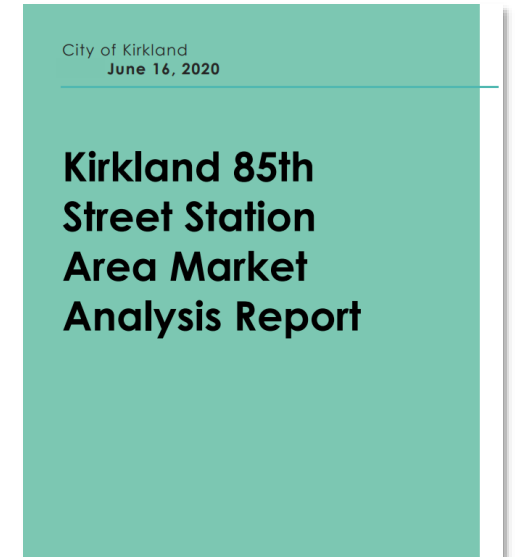 City of Kirkland
June 16, 2020
Kirkland 85th
Street Station
Area Market
Analysis Report